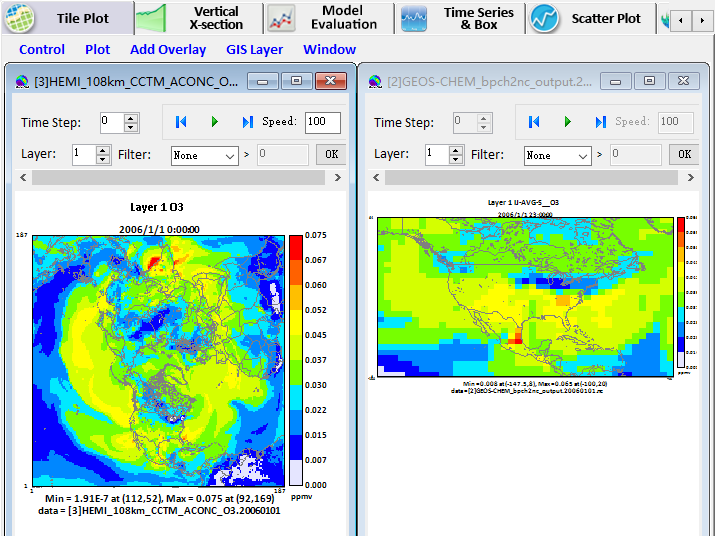 Tile Plot
Vertical
X-section
Model
Evaluation
Time Series
& Box
Scatter Plot
Control Plot Add Overlay GIS Layer Window
[3]HEMI_108km_CCTM_ACONC_O...
Time Step: 0 Speed: 100
Layer: 1 Filter: None > 0 OK
Layer 1 O3
2006/1/1 0:00:00
187
0.075
0.067
0.060
0.052
0.045
0.037
0.030
0.022
0.015
0.007
0.000
1
1 187
ppmv
Min = 1.91E-7 at (112,52), Max = 0.075 at (92,169)
data = [3]HEMI_108km_CCTM_ACONC_O3.20060101
[2]GEOS-CHEM_bpch2nc_output.2...
Time Step: 0 Speed: 100
Layer: 1 Filter: None > 0 OK
Layer 1 IJ-AVG-S__O3
2006/1/1 23:00:00
ppmv
Min = 0.008 at (-147.5,8), Max = 0.065 at (-100,20)
data = [2]GEOS-CHEM_bpch2nc_output.20060101.nc